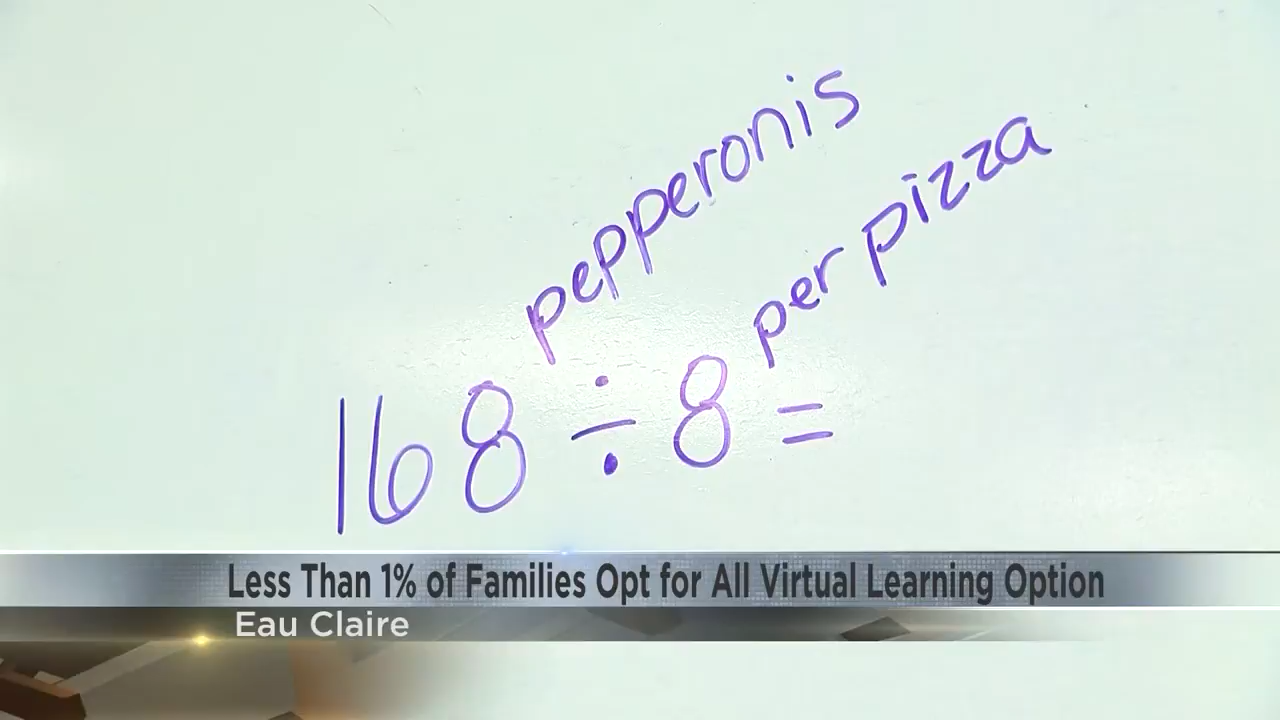 pepperonis
per pizza
168 ÷ 8 =
Less Than 1% of Families Opt for All Virtual Learning Option
Eau Claire